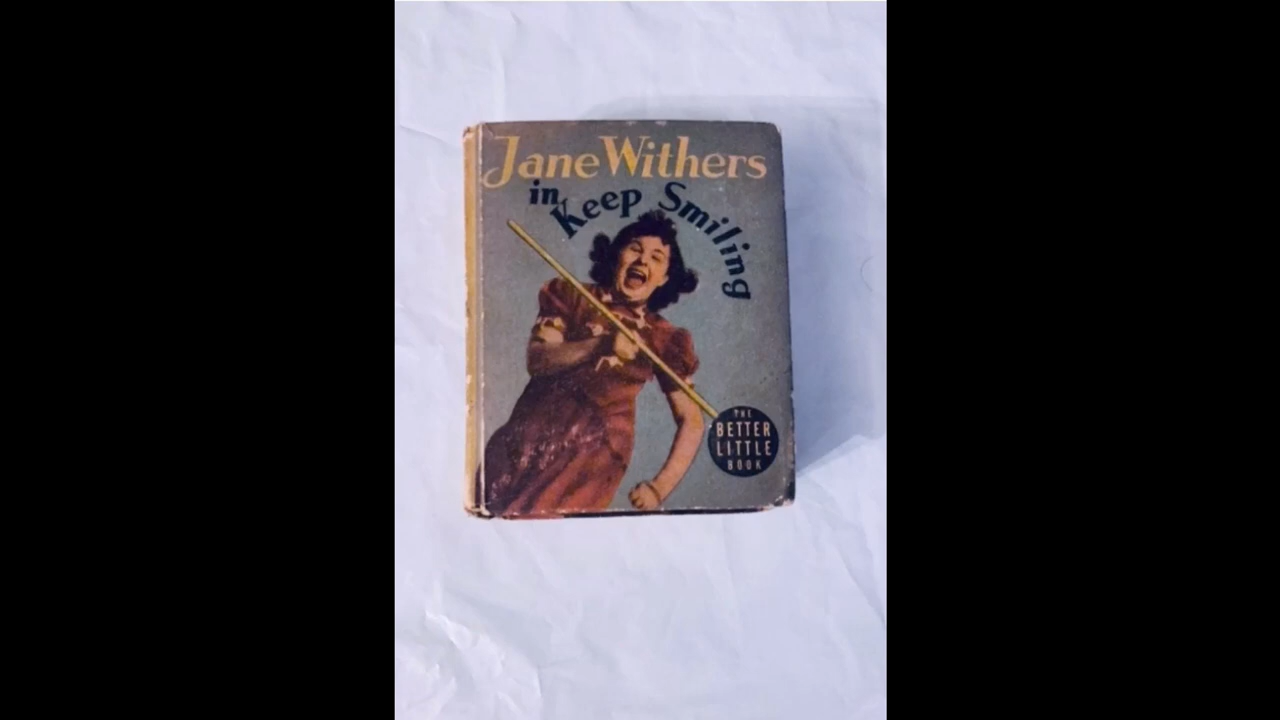 Jane Withers
in Keep Smiling
THE
BETTER
LITTLE
BOOK